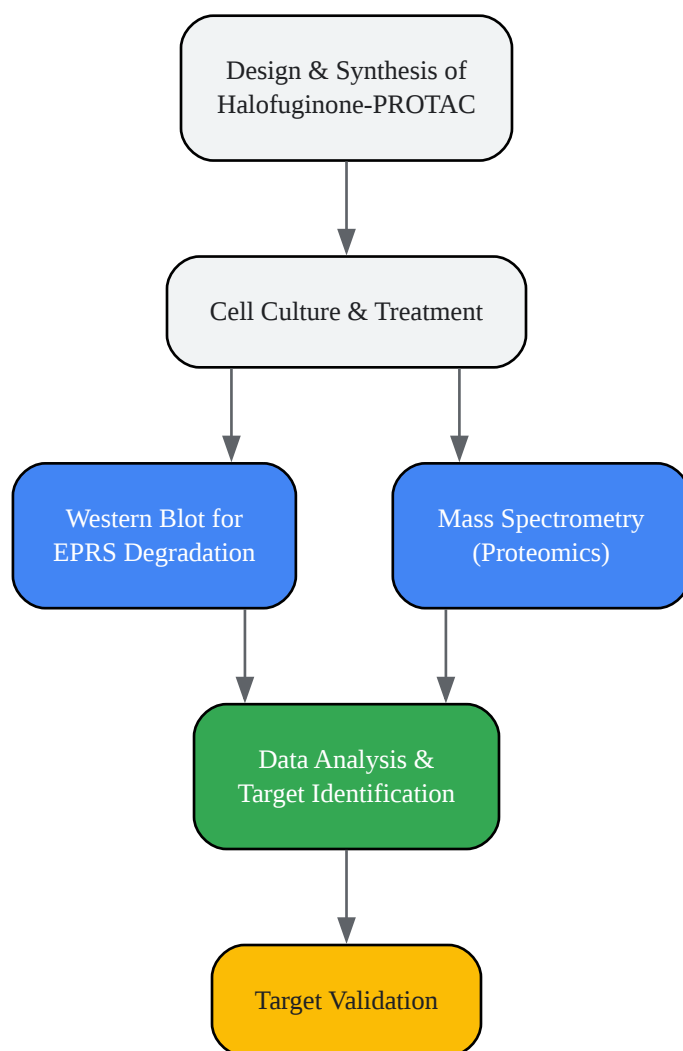 Design & Synthesis of
Halofuginone-PROTAC
Cell Culture & Treatment
Western Blot for
EPRS Degradation
Mass Spectrometry
(Proteomics)
Data Analysis &
Target Identification
Target Validation